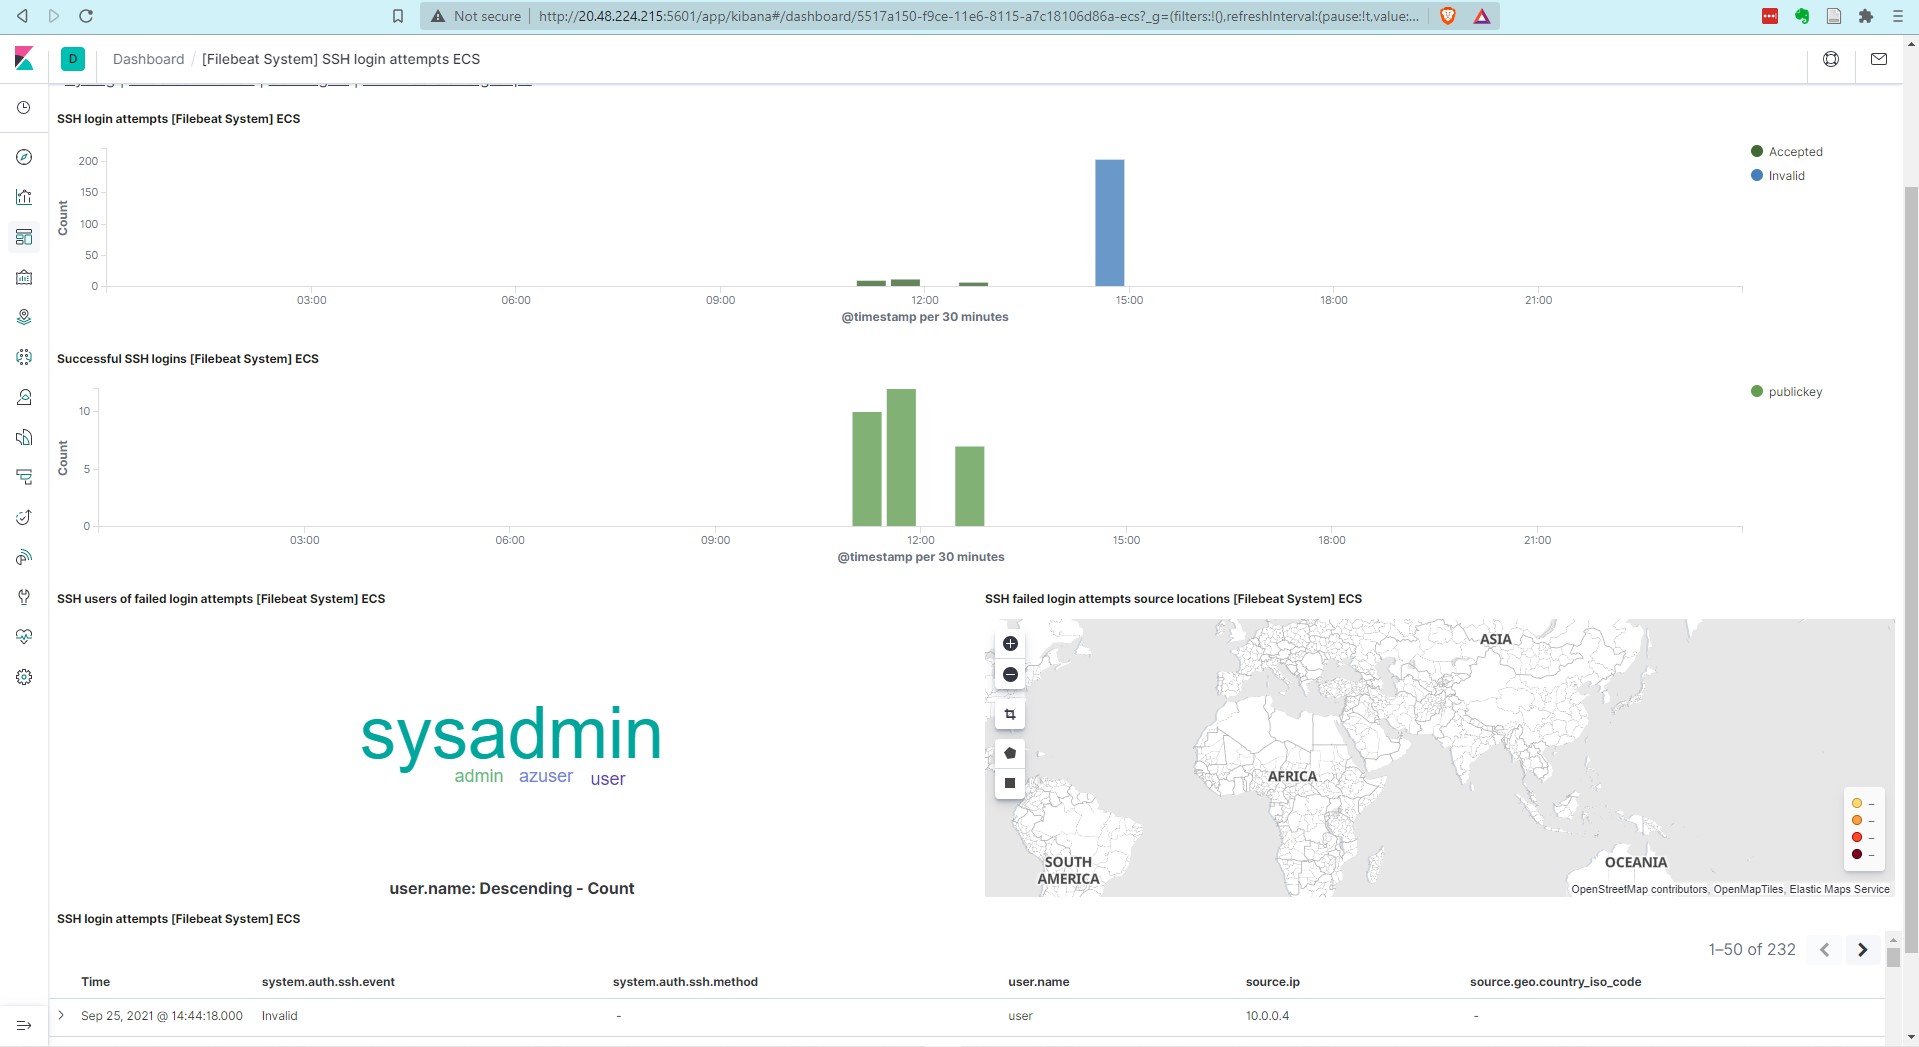 Not secure | http://20.48.224.215:5601/app/kibana#/dashboard/5517a150-f9ce-11e6-8115-a7c18106d86a-ecs?_g=(filters:!(),refreshInterval:(pause:!t,value:...
D Dashboard / [Filebeat System] SSH login attempts ECS
SSH login attempts [Filebeat System] ECS
200
150
100
50
0
Count
03:00 06:00 09:00 12:00 15:00 18:00 21:00
@timestamp per 30 minutes
Accepted
Invalid
Successful SSH logins [Filebeat System] ECS
10
5
0
Count
03:00 06:00 09:00 12:00 15:00 18:00 21:00
@timestamp per 30 minutes
publickey
SSH users of failed login attempts [Filebeat System] ECS
sysadmin
admin azuser user
user.name: Descending - Count
SSH failed login attempts source locations [Filebeat System] ECS
ASIA
AFRICA
SOUTH
AMERICA
OCEANIA
–
–
–
–
OpenStreetMap contributors, OpenMapTiles, Elastic Maps Service
SSH login attempts [Filebeat System] ECS
1–50 of 232
Time system.auth.ssh.event system.auth.ssh.method user.name source.ip source.geo.country_iso_code
Sep 25, 2021 @ 14:44:18.000 Invalid - user 10.0.0.4 -